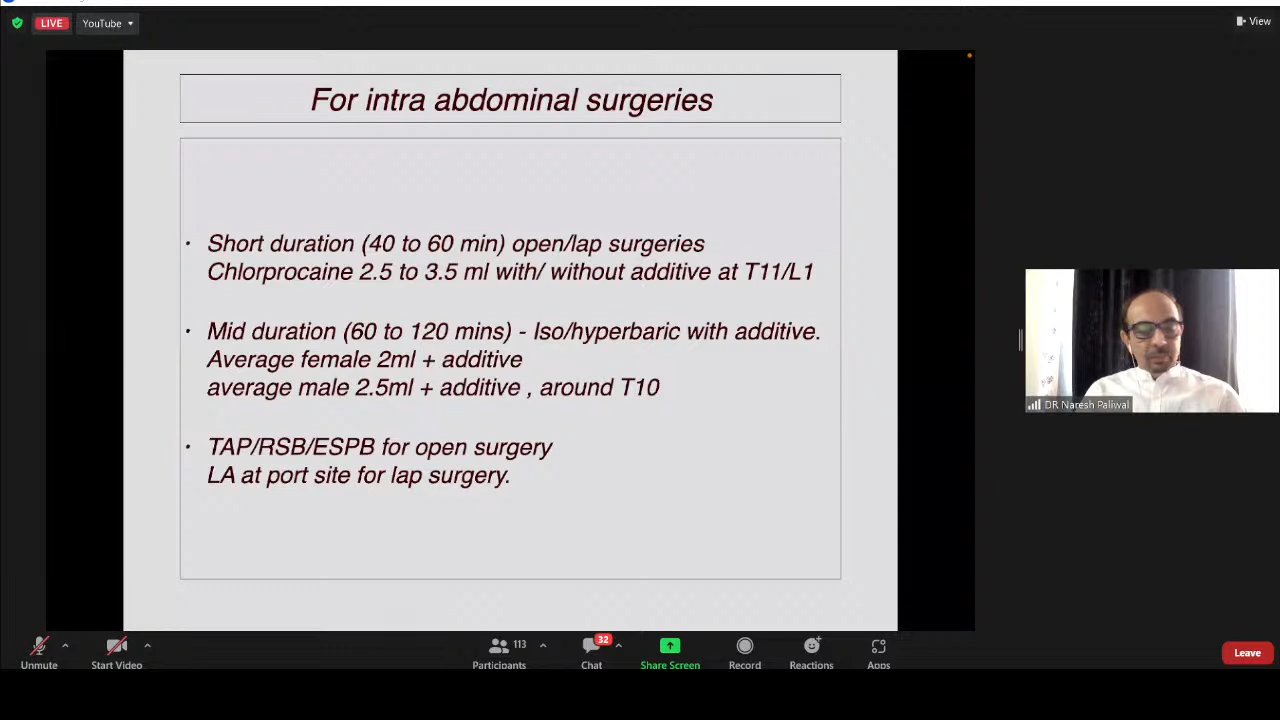 LIVE
YouTube
View
For intra abdominal surgeries
· Short duration (40 to 60 min) open/lap surgeries
Chlorprocaine 2.5 to 3.5 ml with/ without additive at T11/L1
· Mid duration (60 to 120 mins) - Iso/hyperbaric with additive.
Average female 2ml + additive
average male 2.5ml + additive , around T10
· TAP/RSB/ESPB for open surgery
LA at port site for lap surgery.
DR Naresh Paliwal
113
32
Unmute
Start Video
Participants
Chat
Share Screen
Record
Reactions
Apps
Leave